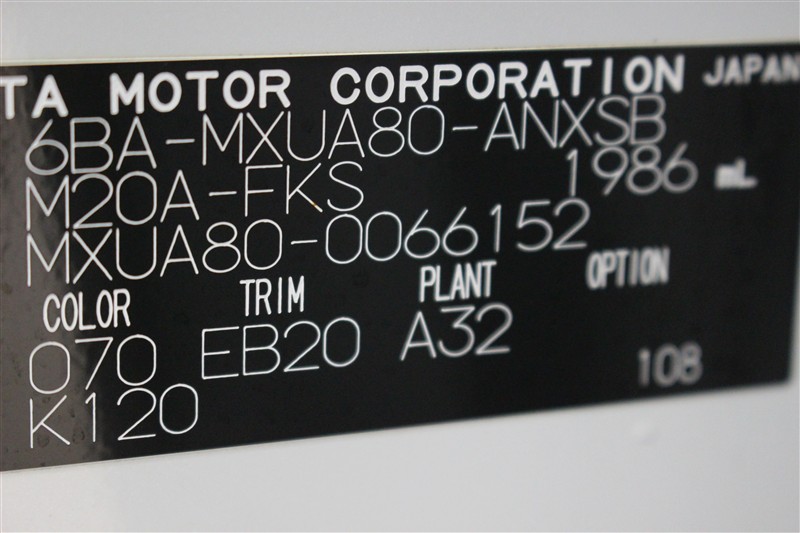 TA MOTOR CORPORATION JAPAN
6BA-MXUA80-ANXSB
M20A-FKS 1986 mL
MXUA80-0066152
COLOR TRIM PLANT OPTION
070 EB20 A32
K120 108